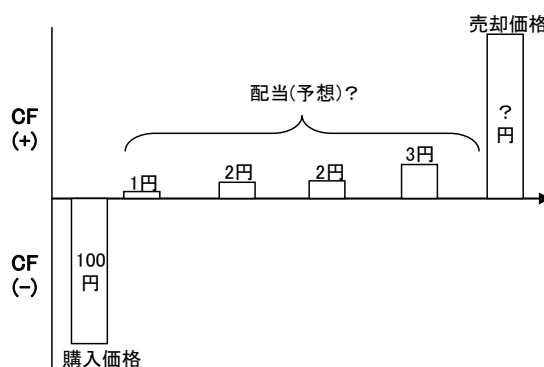 売却価格
配当(予想)?
CF
(+)
?
円
1円
2円
2円
3円
CF
(-)
100
円
購入価格